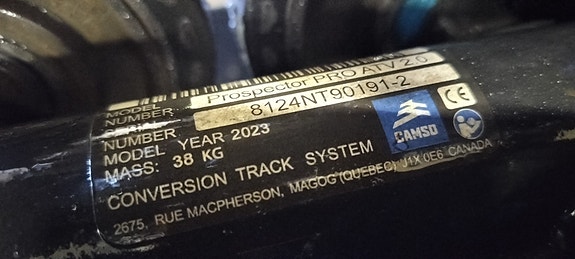 MODEL
NUMBER Prospector PRO ATV 2.0
SERIAL
NUMBER 8124NT90191-2
MODEL YEAR 2023
MASS: 38 KG
CAMSO
CE
CONVERSION TRACK SYSTEM
2675, RUE MACPHERSON, MAGOG (QUEBEC) J1X 0E6 CANADA